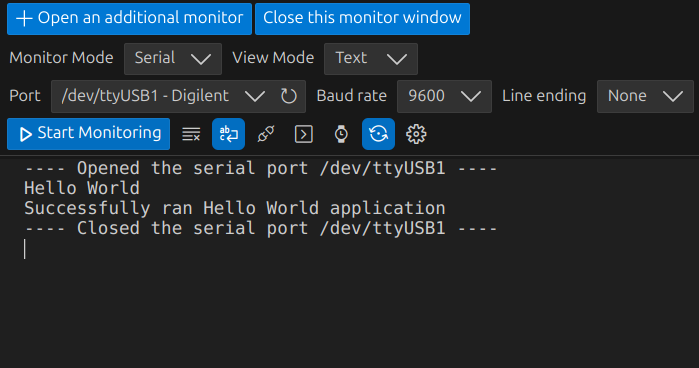 Open an additional monitor Close this monitor window
Monitor Mode Serial View Mode Text
Port /dev/ttyUSB1 - Digilent Baud rate 9600 Line ending None
Start Monitoring ab c
---- Opened the serial port /dev/ttyUSB1 ----
Hello World
Successfully ran Hello World application
---- Closed the serial port /dev/ttyUSB1 ----